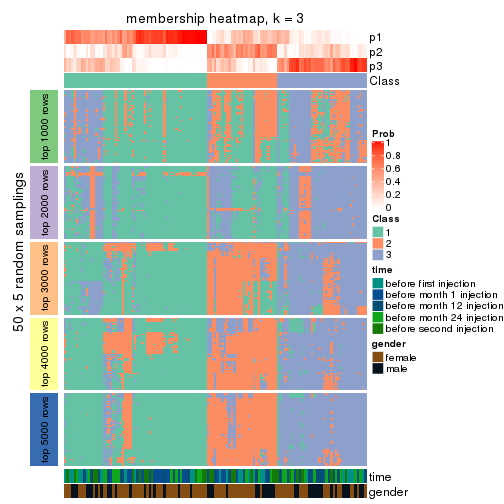 membership heatmap, k = 3
p1
p2
p3
Class
50 x 5 random samplings
top 1000 rows
top 2000 rows
top 3000 rows
top 4000 rows
top 5000 rows
time
gender
Prob
1
0.8
0.6
0.4
0.2
0
Class
1
2
3
time
before first injection
before month 1 injection
before month 12 injection
before month 24 injection
before second injection
gender
female
male